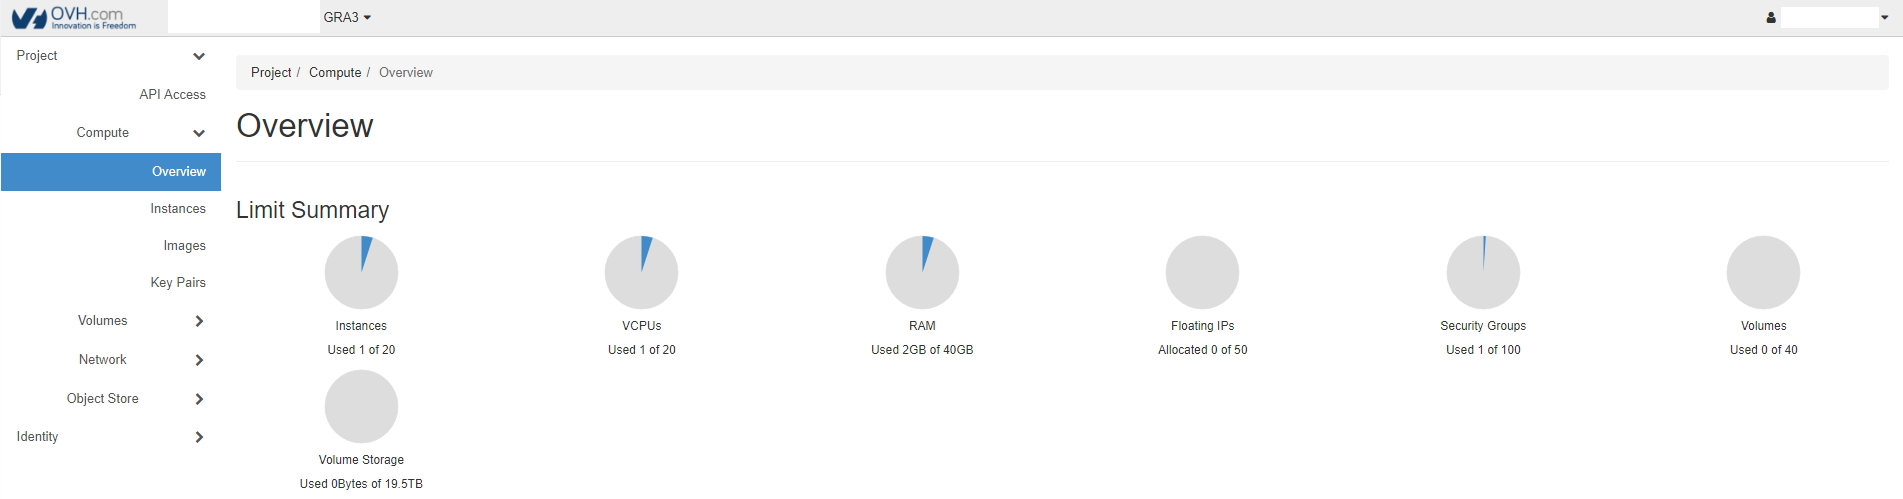 OVH.com
Innovation is Freedom
GRA3
Project
API Access
Compute
Overview
Instances
Images
Key Pairs
Volumes
Network
Object Store
Identity
Project / Compute / Overview
Overview
Limit Summary
Instances
Used 1 of 20
VCPUs
Used 1 of 20
RAM
Used 2GB of 40GB
Floating IPs
Allocated 0 of 50
Security Groups
Used 1 of 100
Volumes
Used 0 of 40
Volume Storage
Used 0Bytes of 19.5TB